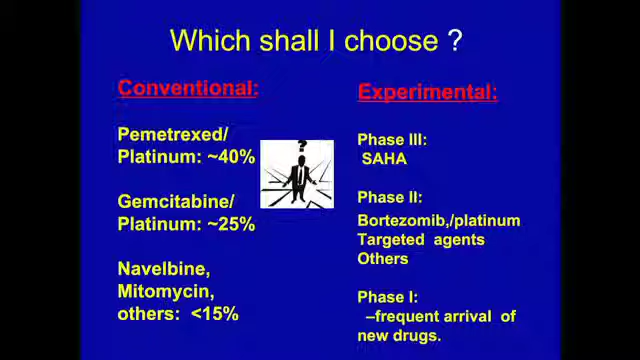 Which shall I choose ?
Conventional:
Pemetrexed/
Platinum: ~40%
Gemcitabine/
Platinum: ~25%
Navelbine,
Mitomycin,
others: <15%
?
Experimental:
Phase III:
SAHA
Phase II:
Bortezomib,/platinum
Targeted agents
Others
Phase I:
–frequent arrival of
new drugs.